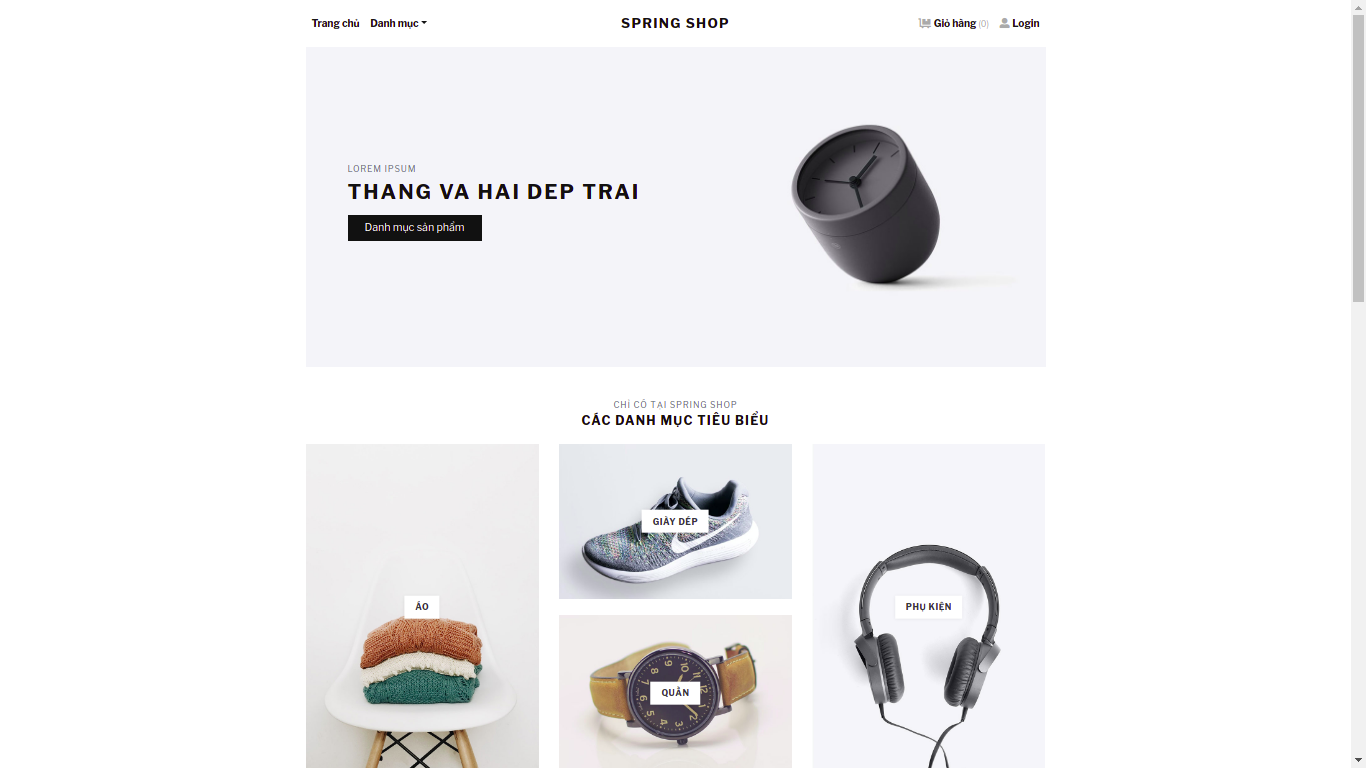 Trang chủ Danh mục SPRING SHOP Giỏ hàng (0) Login
LOREM IPSUM
THANG VA HAI DEP TRAI
Danh mục sản phẩm
CHỈ CÓ TẠI SPRING SHOP
CÁC DANH MỤC TIÊU BIỂU
GIÀY DÉP
ÁO
PHỤ KIỆN
QUẦN